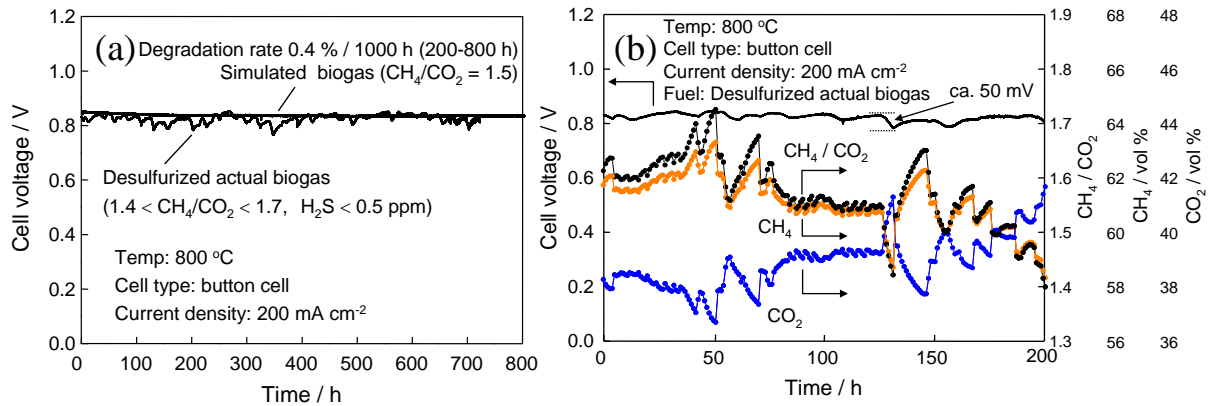 (a)
Degradation rate 0.4 % / 1000 h (200-800 h)
Simulated biogas (CH₄/CO₂ = 1.5)
Desulfurized actual biogas
(1.4 < CH₄/CO₂ < 1.7, H₂S < 0.5 ppm)
Temp: 800 °C
Cell type: button cell
Current density: 200 mA cm⁻²
Cell voltage / V
1.2
1.0
0.8
0.6
0.4
0.2
0.0
0 100 200 300 400 500 600 700 800
Time / h
(b)
Temp: 800 °C
Cell type: button cell
Current density: 200 mA cm⁻²
Fuel: Desulfurized actual biogas
ca. 50 mV
CH₄ / CO₂
CH₄
CO₂
Cell voltage / V
1.2
1.0
0.8
0.6
0.4
0.2
0.0
0 50 100 150 200
Time / h
1.9 68 48
1.8 66 46
1.7 64 44
1.6 62 42
1.5 60 40
1.4 58 38
1.3 56 36
CH₄ / CO₂
CH₄ / vol %
CO₂ / vol %